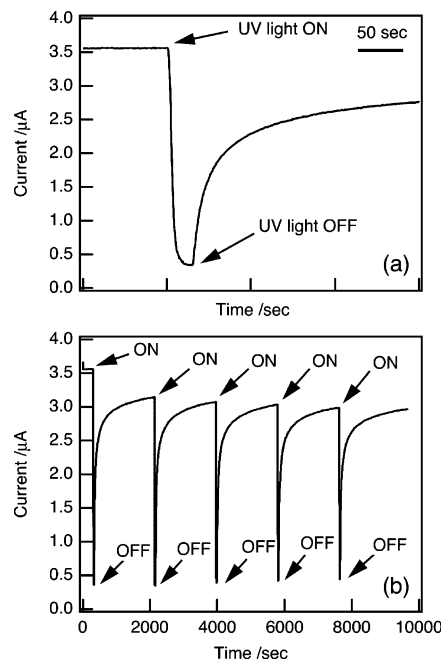 4.0
3.5
3.0
2.5
2.0
1.5
1.0
0.5
0.0
Current /µA
UV light ON
50 sec
UV light OFF
(a)
Time /sec
4.0
3.5
3.0
2.5
2.0
1.5
1.0
0.5
0.0
Current /µA
ON
ON
ON
ON
ON
OFF
OFF
OFF
OFF
OFF
(b)
0
2000
4000
6000
8000
10000
Time /sec